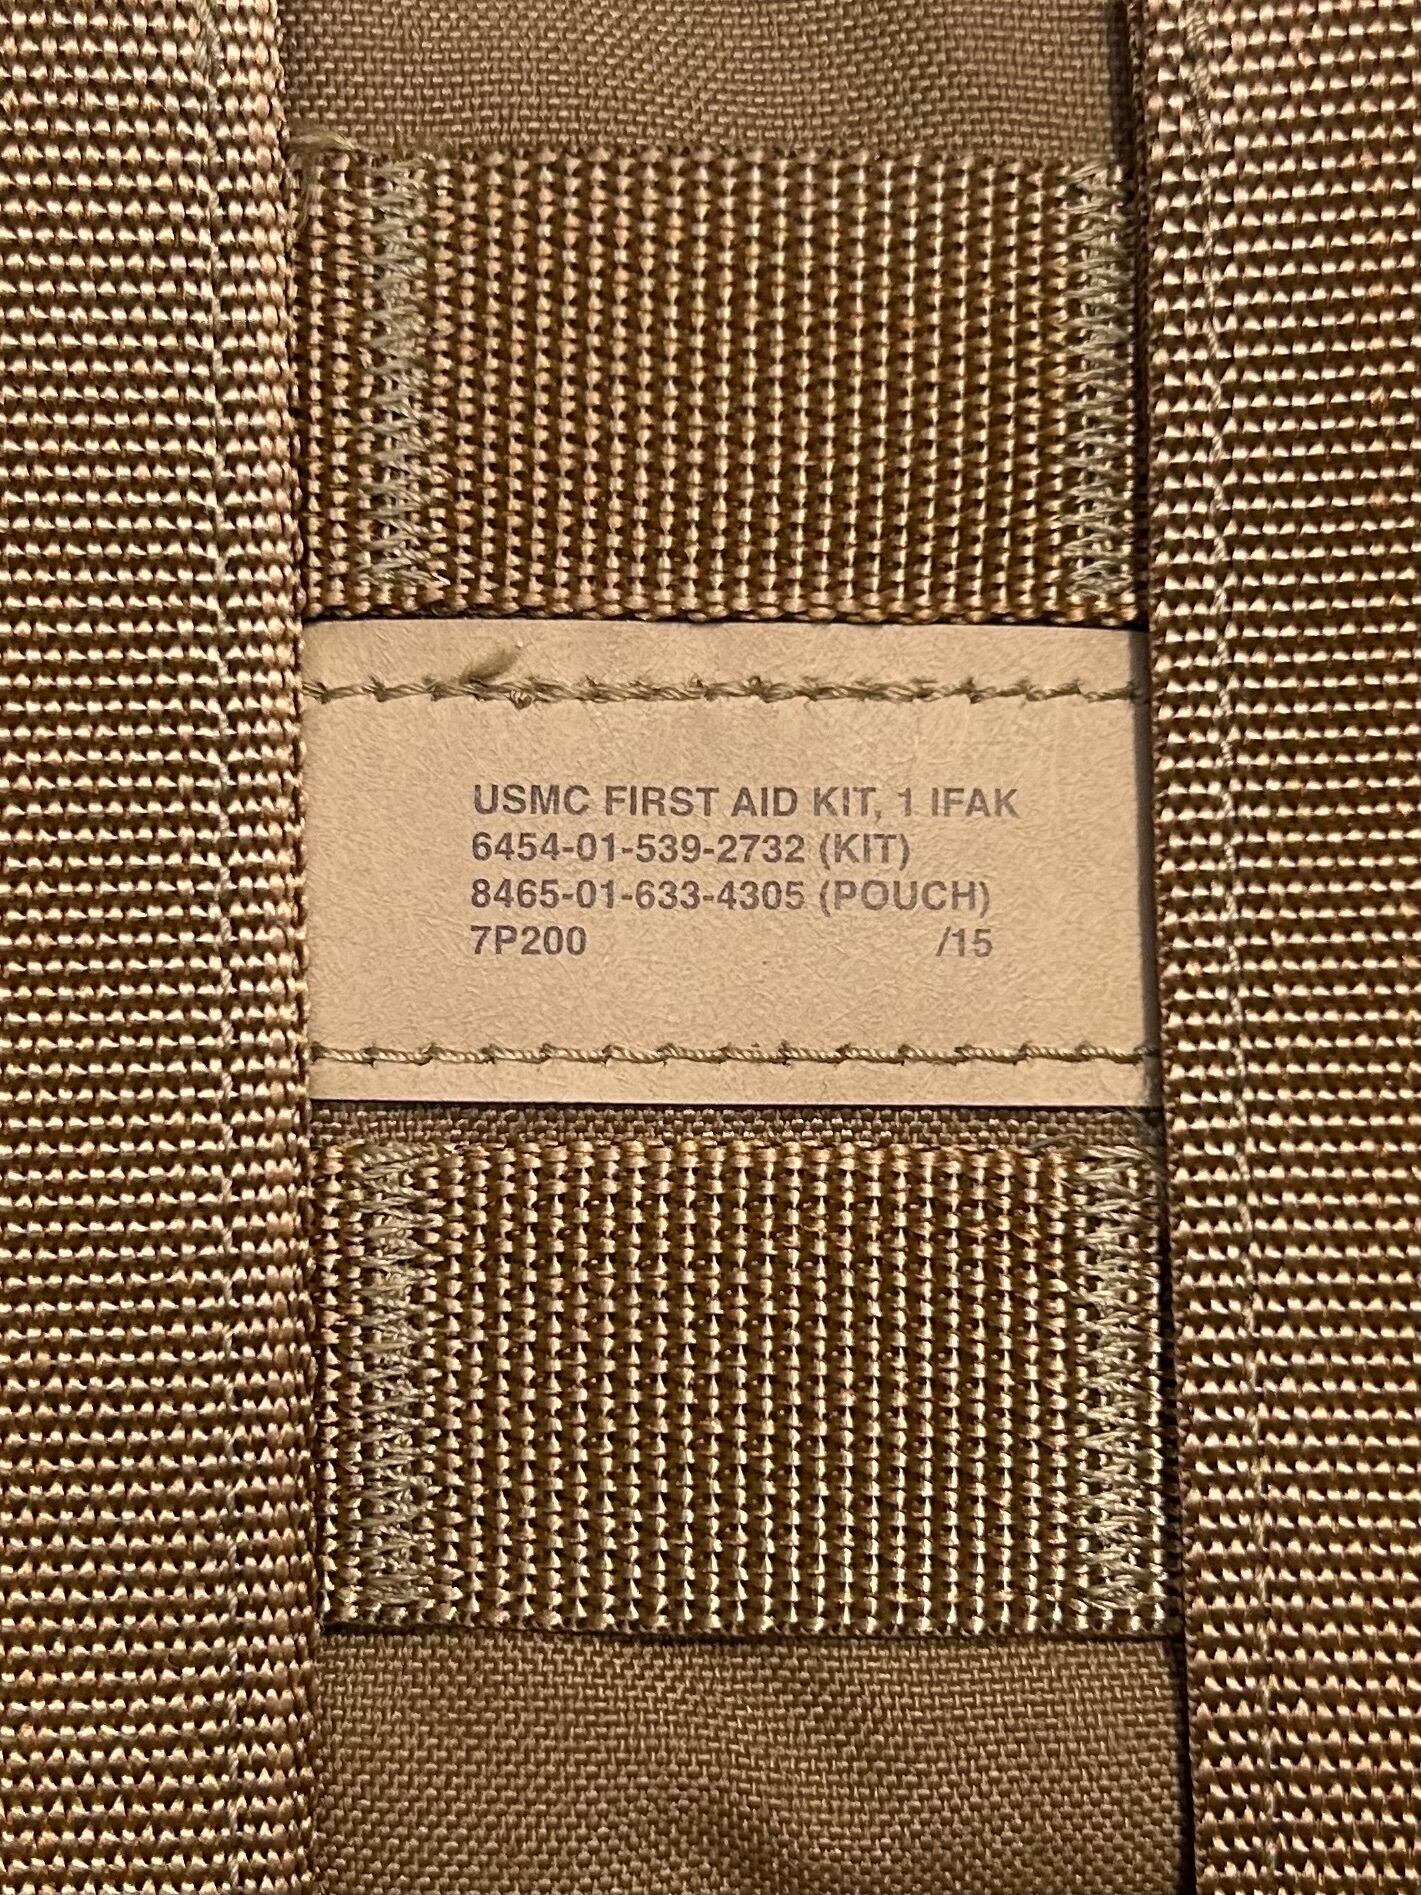 USMC FIRST AID KIT, 1 IFAK
6454-01-539-2732 (KIT)
8465-01-633-4305 (POUCH)
7P200 /15